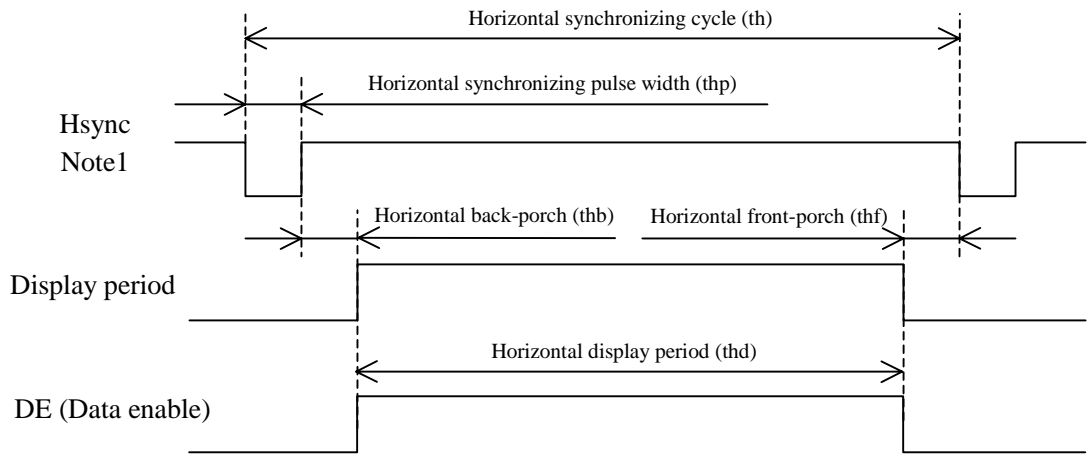 Horizontal synchronizing cycle (th)
Horizontal synchronizing pulse width (thp)
Hsync
Note1
Horizontal back-porch (thb)
Horizontal front-porch (thf)
Display period
Horizontal display period (thd)
DE (Data enable)